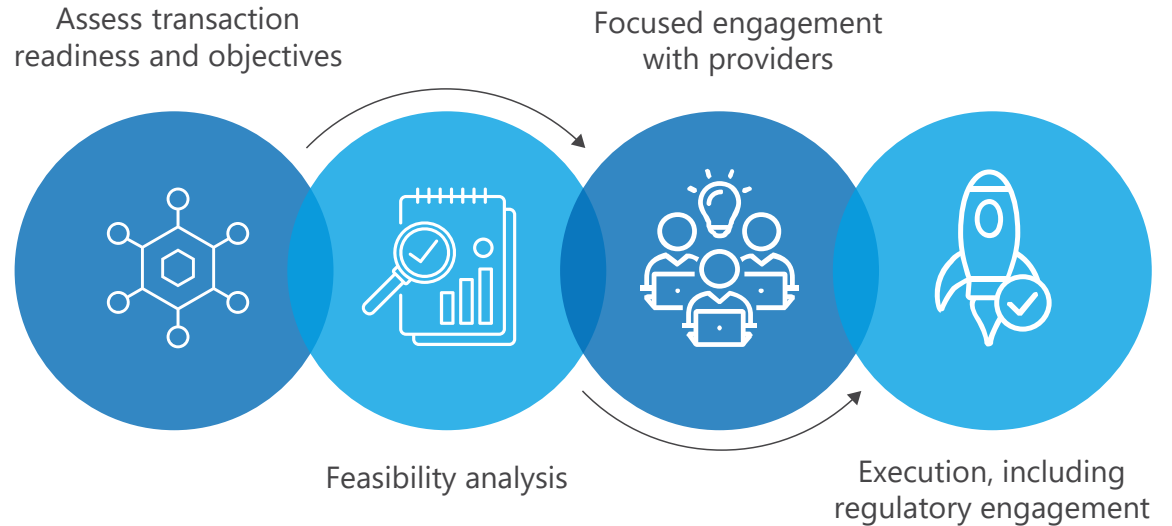 Assess transaction
readiness and objectives
Feasibility analysis
Focused engagement
with providers
Execution, including
regulatory engagement